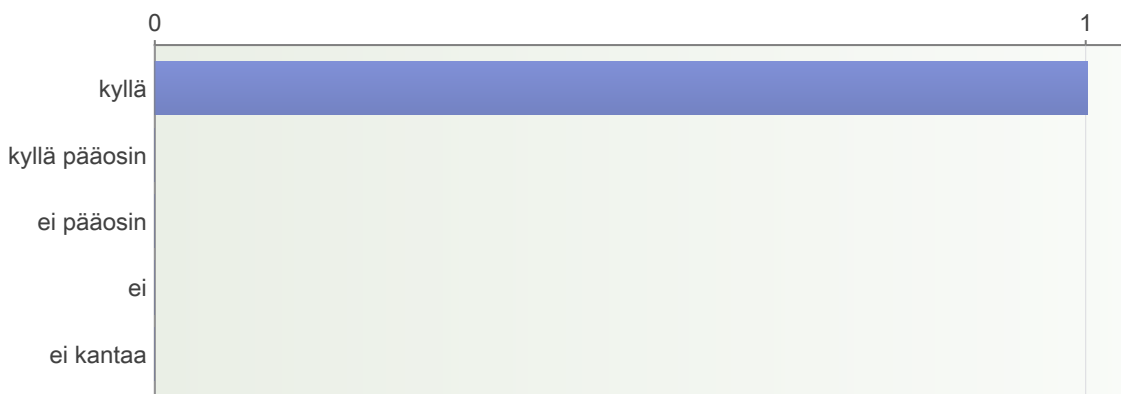 0 1
kyllä
kyllä pääosin
ei pääosin
ei
ei kantaa